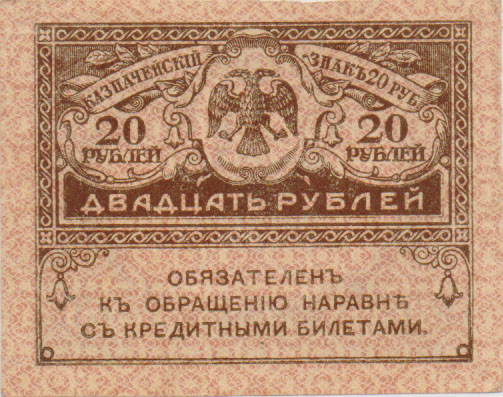 КАЗНАЧЕЙСКІЙ ЗНАКЪ 20 РУБ.
20 РУБЛЕЙ
20 РУБЛЕЙ
ДВАДЦАТЬ РУБЛЕЙ
ОБЯЗАТЕЛЕНЪ
КЪ ОБРАЩЕНІЮ НАРАВНѢ
СЪ КРЕДИТНЫМИ БИЛЕТАМИ.